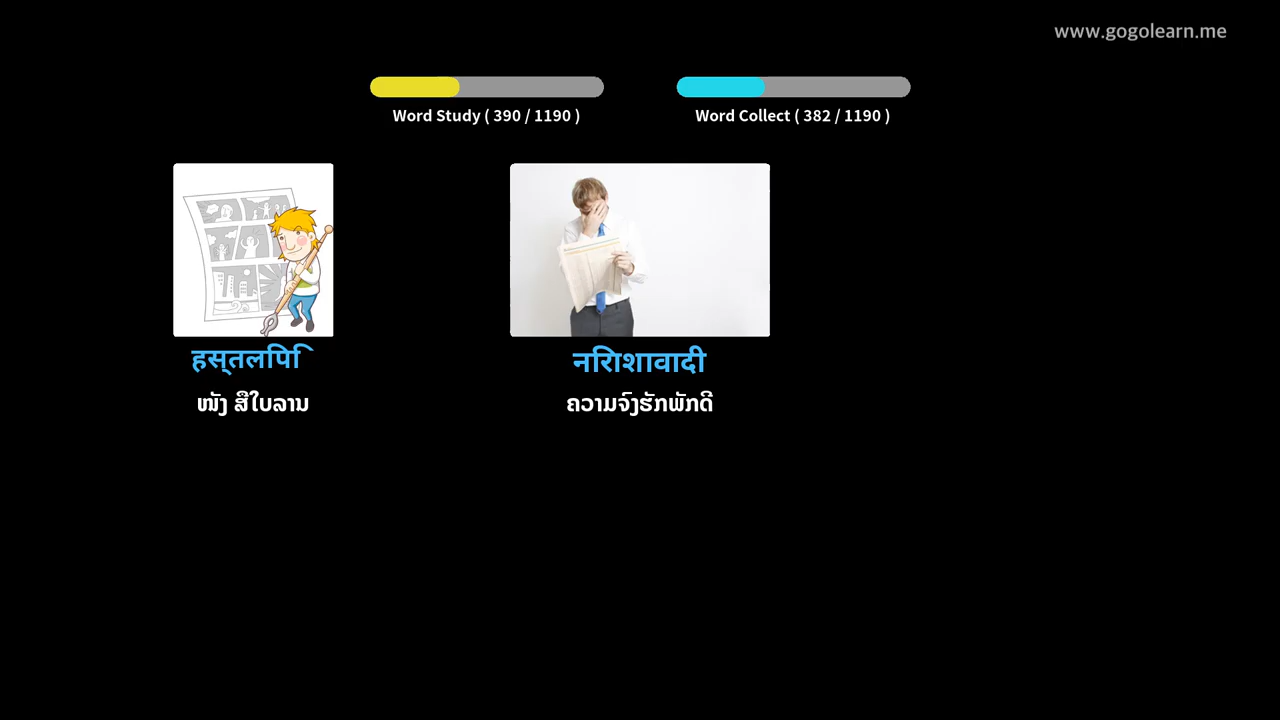 www.gogolearn.me
Word Study ( 390 / 1190 )
Word Collect ( 382 / 1190 )
हस्तलिपि
निराशावादी
ໜັງ ສືໃບລານ
ຄວາມຈົງຮັກພັກດີ